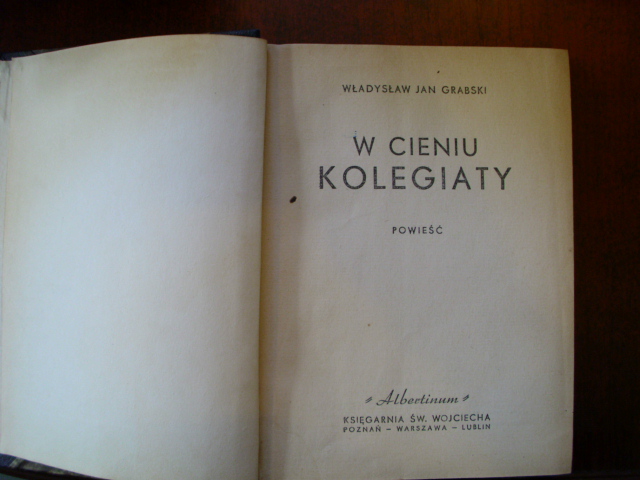 WŁADYSŁAW JAN GRABSKI
W CIENIU
KOLEGIATY
POWIEŚĆ
„Albertinum”
KSIĘGARNIA ŚW. WOJCIECHA
POZNAŃ – WARSZAWA – LUBLIN